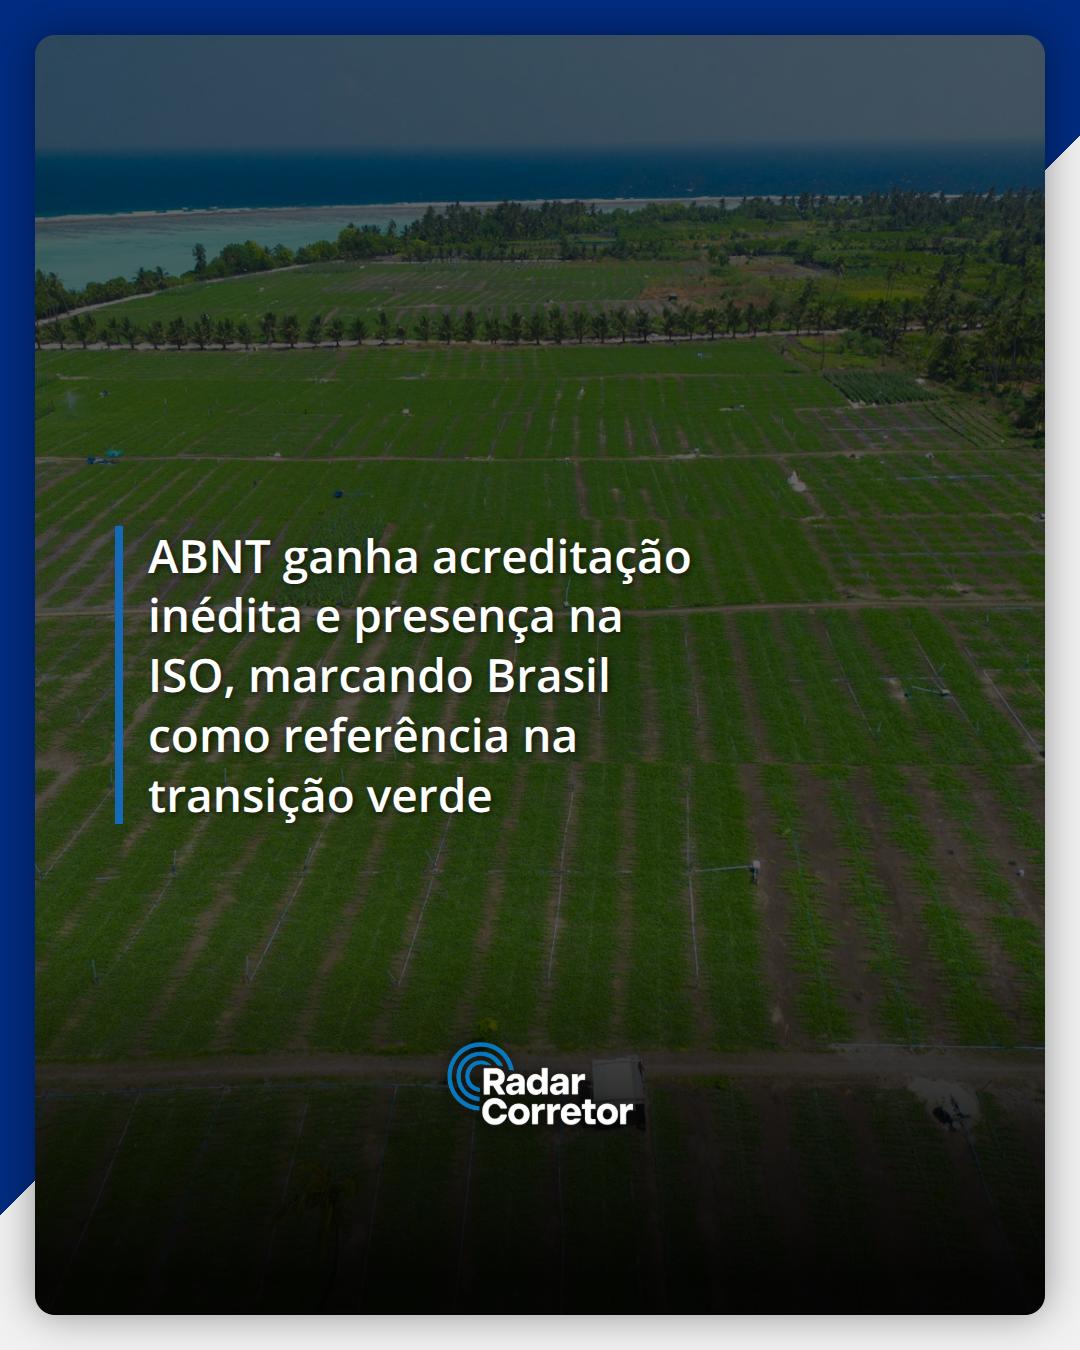 ABNT ganha acreditação
inédita e presença na
ISO, marcando Brasil
como referência na
transição verde
Radar
Corretor